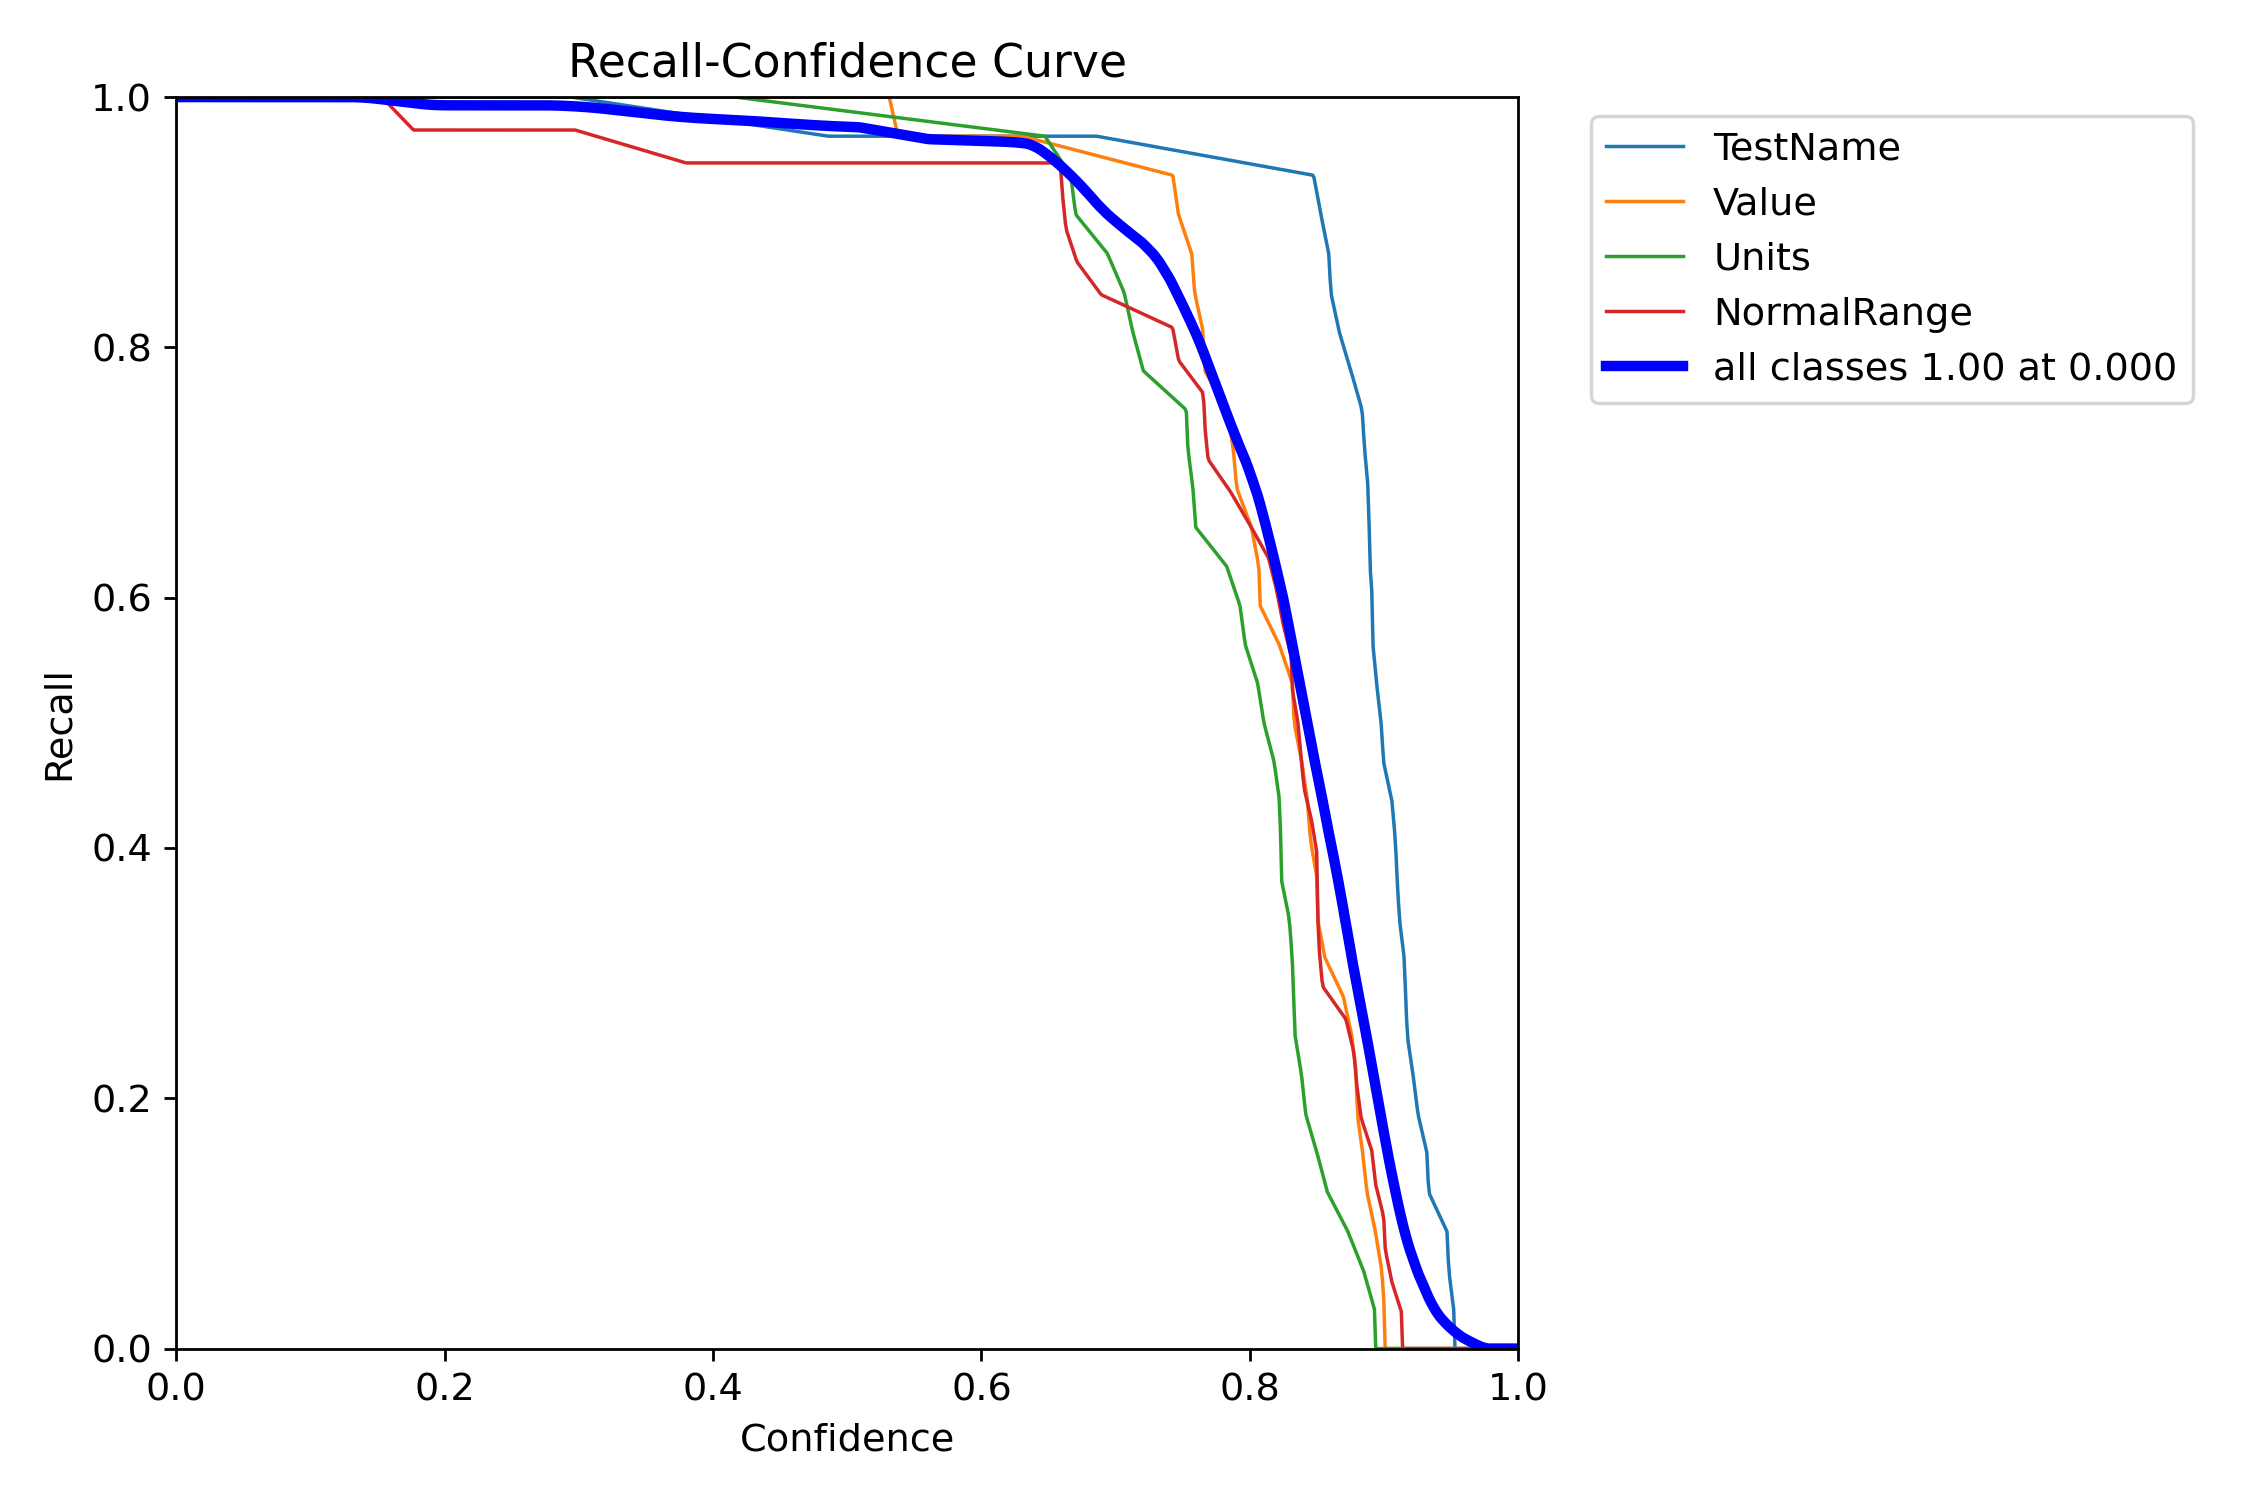 Recall-Confidence Curve
1.0
0.8
0.6
0.4
0.2
0.0
Recall
0.0 0.2 0.4 0.6 0.8 1.0
Confidence
TestName
Value
Units
NormalRange
all classes 1.00 at 0.000